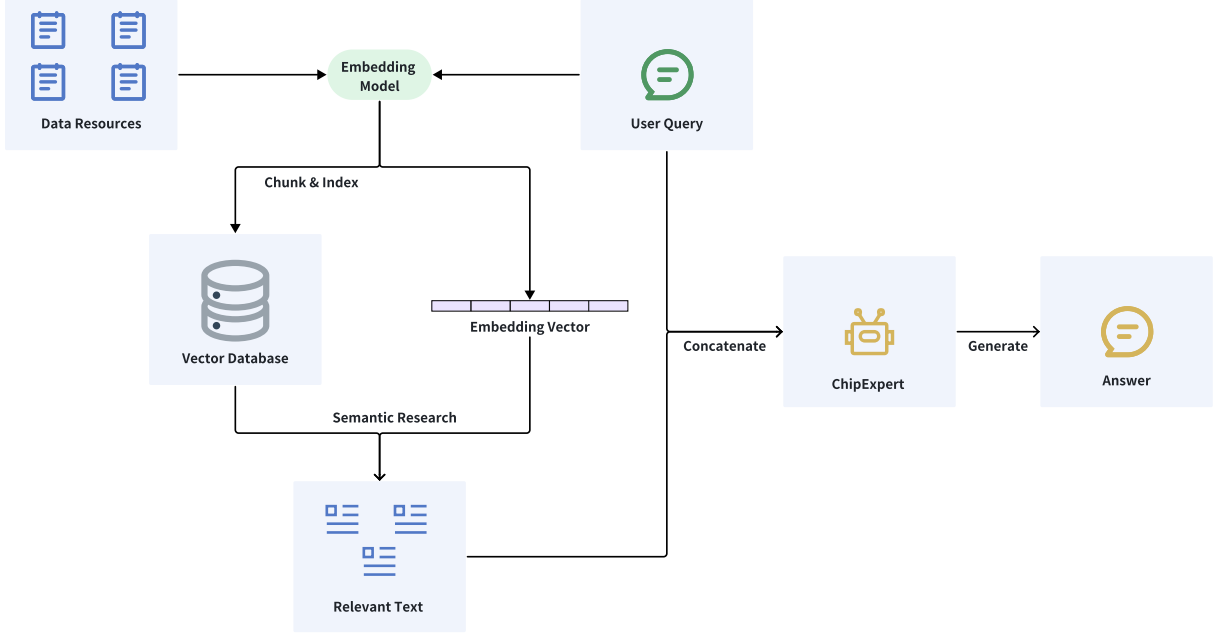 Embedding
Model
Data Resources
User Query
Chunk & Index
Embedding Vector
Vector Database
Concatenate
Generate
ChipExpert
Answer
Semantic Research
Relevant Text